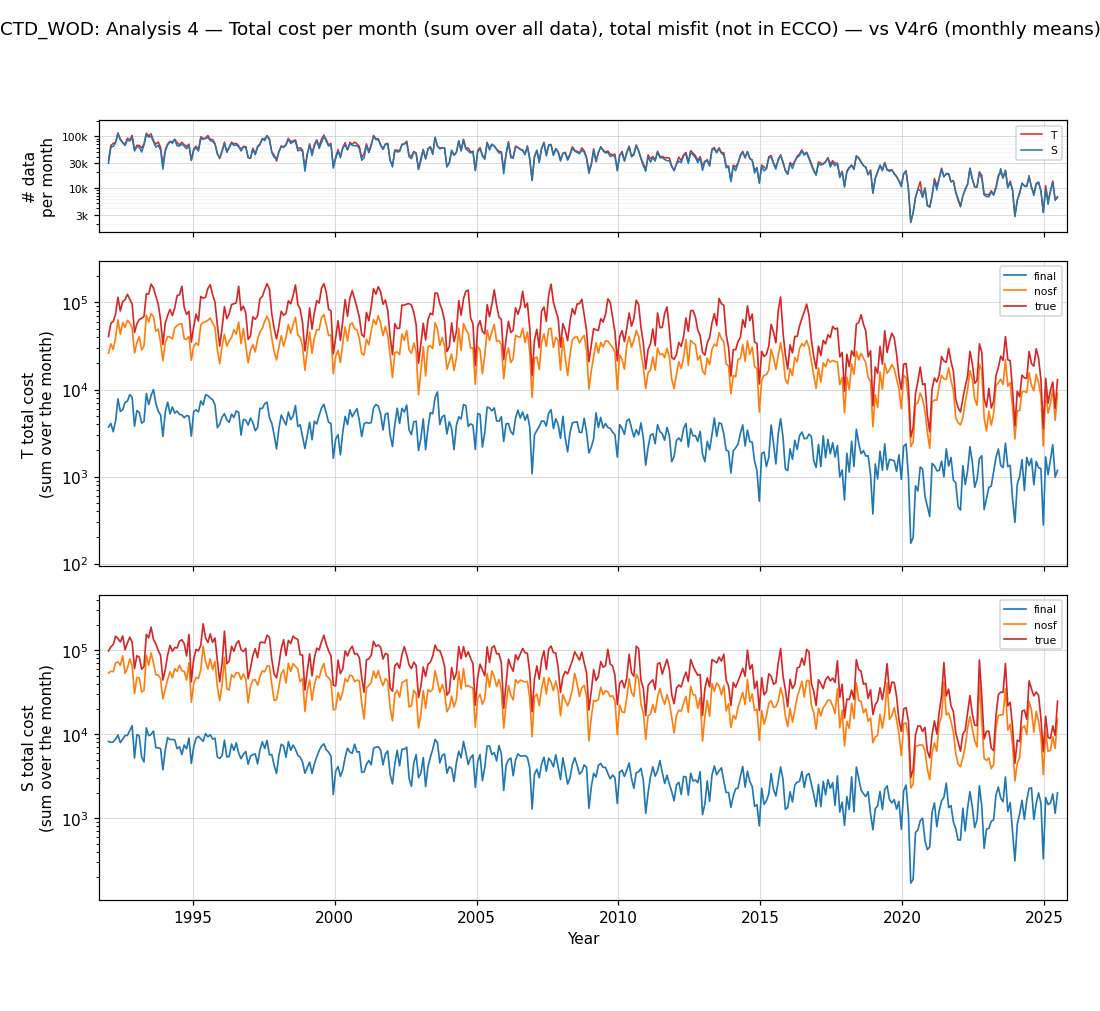 CTD_WOD: Analysis 4 — Total cost per month (sum over all data), total misfit (not in ECCO) — vs V4r6 (monthly means)
# data
per month
100k
30k
10k
3k
T
S
T total cost
(sum over the month)
10^5
10^4
10^3
10^2
final
nosf
true
S total cost
(sum over the month)
10^5
10^4
10^3
final
nosf
true
1995 2000 2005 2010 2015 2020 2025
Year